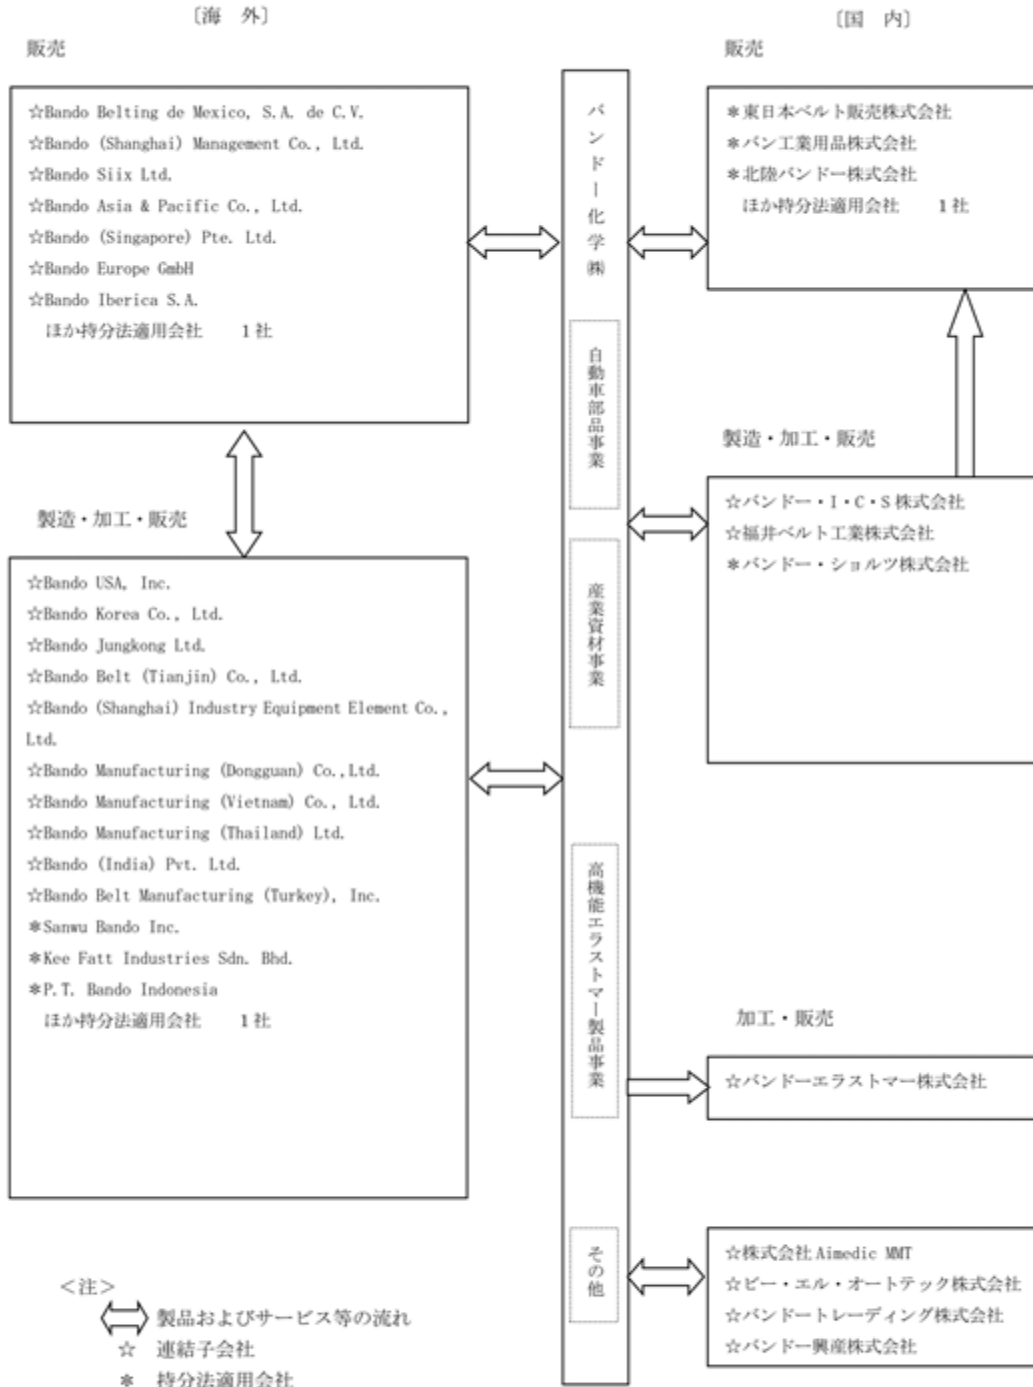 〔海　外〕
販売
☆Bando Belting de Mexico, S.A. de C.V.
☆Bando (Shanghai) Management Co., Ltd.
☆Bando Siix Ltd.
☆Bando Asia & Pacific Co., Ltd.
☆Bando (Singapore) Pte. Ltd.
☆Bando Europe GmbH
☆Bando Iberica S.A.
ほか持分法適用会社　　1社
製造・加工・販売
☆Bando USA, Inc.
☆Bando Korea Co., Ltd.
☆Bando Jungkong Ltd.
☆Bando Belt (Tianjin) Co., Ltd.
☆Bando (Shanghai) Industry Equipment Element Co.,
Ltd.
☆Bando Manufacturing (Dongguan) Co.,Ltd.
☆Bando Manufacturing (Vietnam) Co., Ltd.
☆Bando Manufacturing (Thailand) Ltd.
☆Bando (India) Pvt. Ltd.
☆Bando Belt Manufacturing (Turkey), Inc.
＊Sanwu Bando Inc.
＊Kee Fatt Industries Sdn. Bhd.
＊P.T. Bando Indonesia
ほか持分法適用会社　　1社
バンドー化学㈱
自動車部品事業
産業資材事業
高機能エラストマー製品事業
その他
〔国　内〕
販売
＊東日本ベルト販売株式会社
＊バン工業用品株式会社
＊北陸バンドー株式会社
ほか持分法適用会社　　1社
製造・加工・販売
☆バンドー・I・C・S株式会社
☆福井ベルト工業株式会社
＊バンドー・ショルツ株式会社
加工・販売
☆バンドーエラストマー株式会社
☆株式会社 Aimedic MMT
☆ビー・エル・オートテック株式会社
☆バンドートレーディング株式会社
☆バンドー興産株式会社
＜注＞
製品およびサービス等の流れ
☆　連結子会社
＊　持分法適用会社